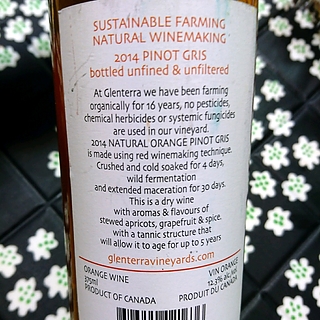 SUSTAINABLE FARMING
NATURAL WINEMAKING
2014 PINOT GRIS
bottled unfined & unfiltered
At Glenterra we have been farming
organically for 16 years, no pesticides,
chemical herbicides or systemic fungicides
are used in our vineyard.
2014 NATURAL ORANGE PINOT GRIS
is made using red winemaking technique.
Crushed and cold soaked for 4 days,
wild fermentation
and extended maceration for 30 days.
This is a dry wine
with aromas & flavours of
stewed apricots, grapefruit & spice.
with a tannic structure that
will allow it to age for up to 5 years
glenterravineyards.com
ORANGE WINE
375ml
PRODUCT OF CANADA
VIN ORANGE
12.3% alc./vol
PRODUIT DU CANADA